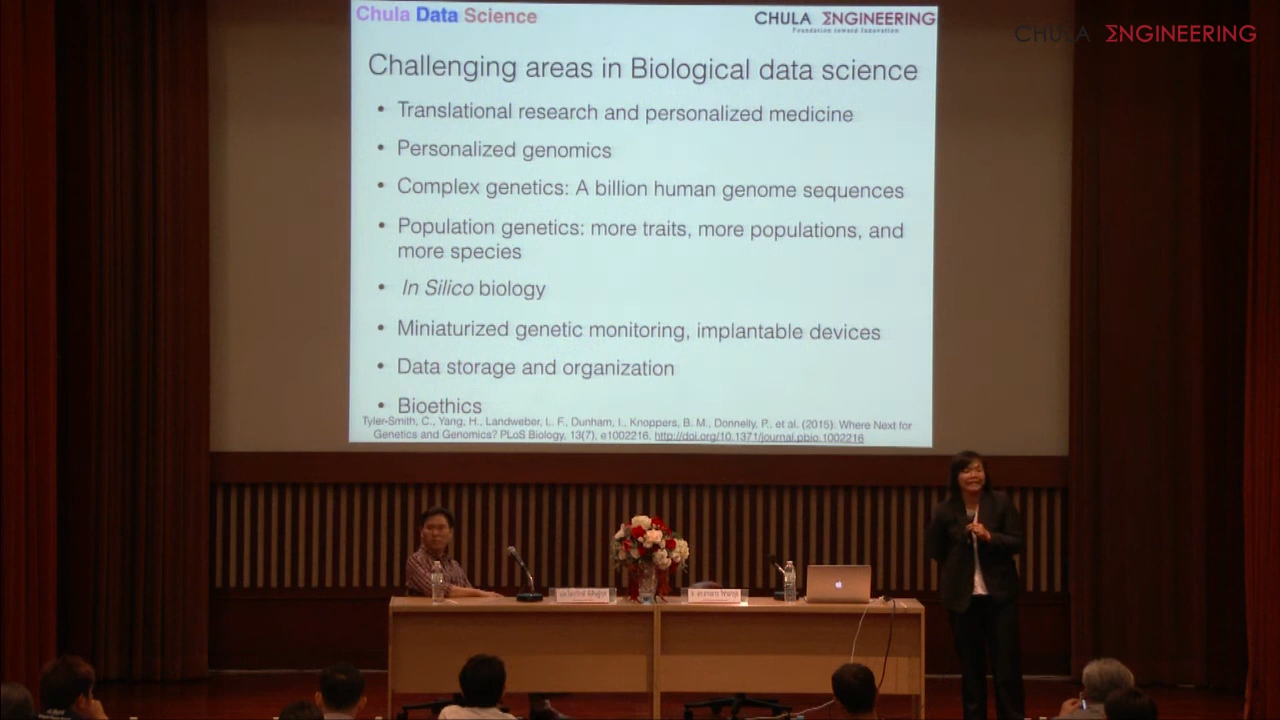 Chula Data Science
CHULA ΣNGINEERING
Foundation toward Innovation
CHULA ΣNGINEERING
Challenging areas in Biological data science
• Translational research and personalized medicine
• Personalized genomics
• Complex genetics: A billion human genome sequences
• Population genetics: more traits, more populations, and
more species
• In Silico biology
• Miniaturized genetic monitoring, implantable devices
• Data storage and organization
• Bioethics
Tyler-Smith, C., Yang, H., Landweber, L. F., Dunham, I., Knoppers, B. M., Donnelly, P., et al. (2015). Where Next for
Genetics and Genomics? PLoS Biology, 13(7), e1002216. http://doi.org/10.1371/journal.pbio.1002216